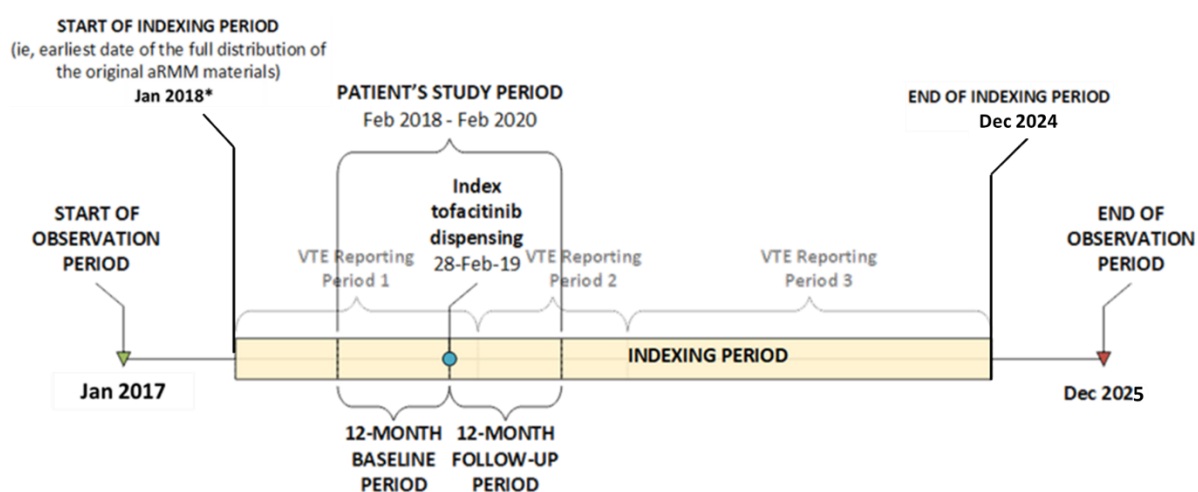 START OF INDEXING PERIOD
(ie, earliest date of the full distribution of
the original aRMM materials)
Jan 2018*
PATIENT'S STUDY PERIOD
Feb 2018 - Feb 2020
END OF INDEXING PERIOD
Dec 2024
START OF
OBSERVATION
PERIOD
Index
tofacitinib
dispensing
28-Feb-19
END OF
OBSERVATION
PERIOD
VTE Reporting
Period 1
VTE Reporting
Period 2
VTE Reporting
Period 3
INDEXING PERIOD
Jan 2017
Dec 2025
12-MONTH
BASELINE
PERIOD
12-MONTH
FOLLOW-UP
PERIOD